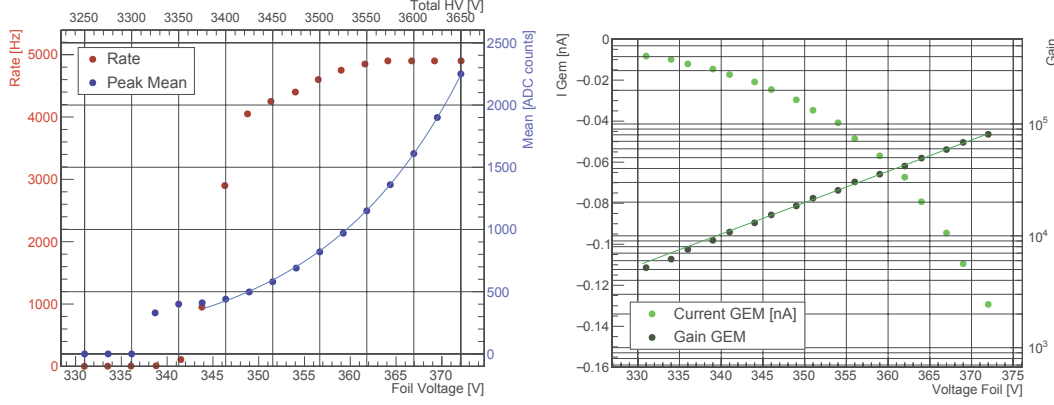 Total HV [V]
3250 3300 3350 3400 3450 3500 3550 3600 3650
Rate [Hz]
5000
4000
3000
2000
1000
0
Rate
Peak Mean
2500
2000
1500
1000
500
0
Mean [ADC counts]
330 335 340 345 350 355 360 365 370
Foil Voltage [V]
I Gem [nA]
0
−0.02
−0.04
−0.06
−0.08
−0.1
−0.12
−0.14
−0.16
Current GEM [nA]
Gain GEM
Gain
10⁵
10⁴
10³
330 335 340 345 350 355 360 365 370 375
Voltage Foil [V]